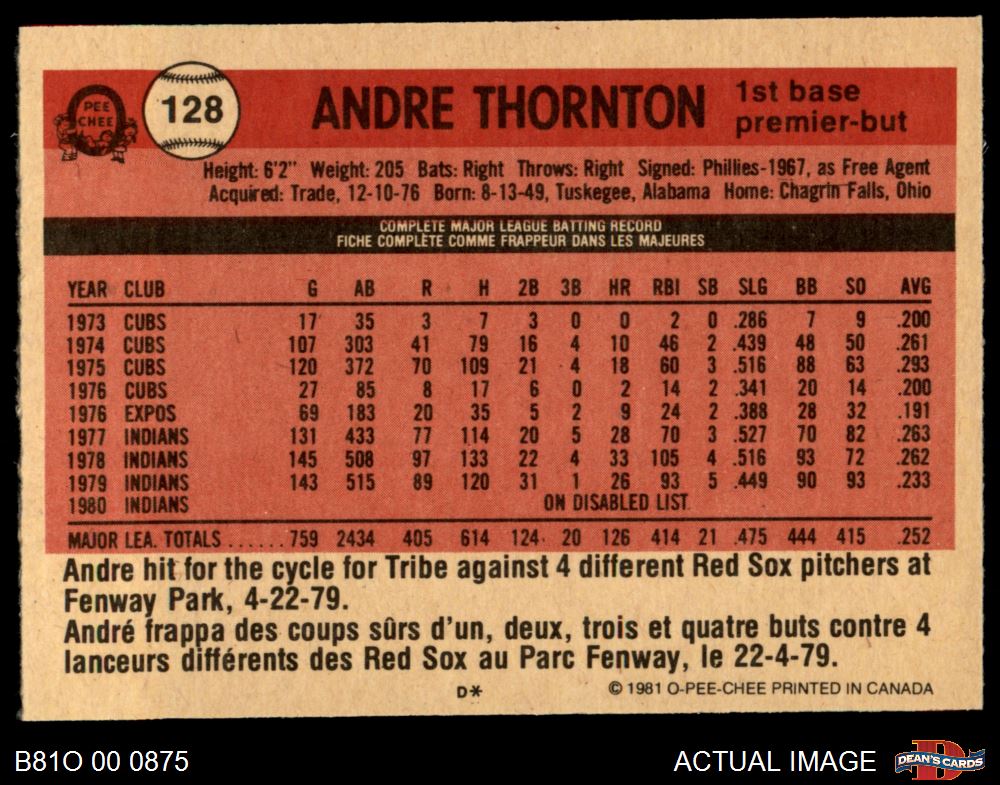 PEE
CHEE
128
ANDRE THORNTON
1st base
premier-but
Height: 6'2" Weight: 205 Bats: Right Throws: Right Signed: Phillies-1967, as Free Agent
Acquired: Trade, 12-10-76 Born: 8-13-49, Tuskegee, Alabama Home: Chagrin Falls, Ohio
COMPLETE MAJOR LEAGUE BATTING RECORD
FICHE COMPLÈTE COMME FRAPPEUR DANS LES MAJEURES
YEAR CLUB G AB R H 2B 3B HR RBI SB SLG BB SO AVG
1973 CUBS 17 35 3 7 3 0 0 2 0 .286 7 9 .200
1974 CUBS 107 303 41 79 16 4 10 46 2 .439 48 50 .261
1975 CUBS 120 372 70 109 21 4 18 60 3 .516 88 63 .293
1976 CUBS 27 85 8 17 6 0 2 14 2 .341 20 14 .200
1976 EXPOS 69 183 20 35 5 2 9 24 2 .388 28 32 .191
1977 INDIANS 131 433 77 114 20 5 28 70 3 .527 70 82 .263
1978 INDIANS 145 508 97 133 22 4 33 105 4 .516 93 72 .262
1979 INDIANS 143 515 89 120 31 1 26 93 5 .449 90 93 .233
1980 INDIANS ON DISABLED LIST
MAJOR LEA. TOTALS ...... 759 2434 405 614 124 20 126 414 21 .475 444 415 .252
Andre hit for the cycle for Tribe against 4 different Red Sox pitchers at
Fenway Park, 4-22-79.
André frappa des coups sûrs d'un, deux, trois et quatre buts contre 4
lanceurs différents des Red Sox au Parc Fenway, le 22-4-79.
D*
© 1981 O-PEE-CHEE PRINTED IN CANADA
B81O 00 0875
ACTUAL IMAGE
D
DEAN'S CARDS